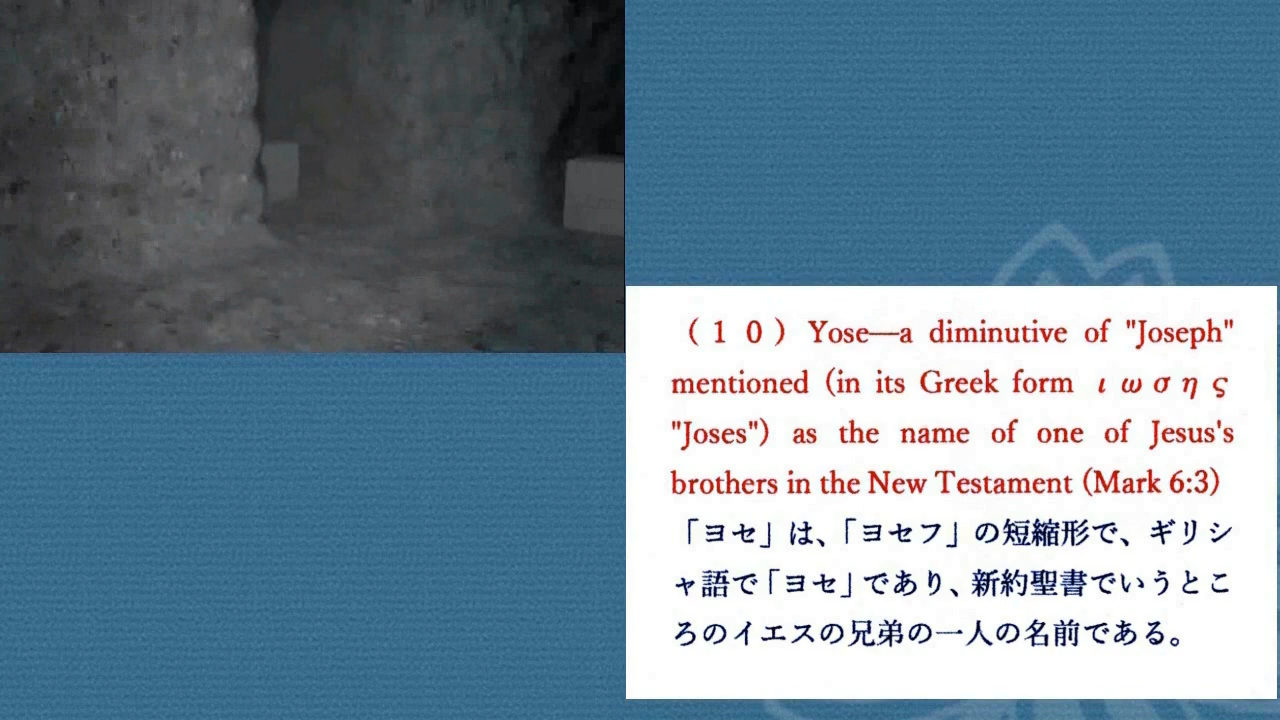 （１０）Yose—a diminutive of "Joseph"
mentioned (in its Greek form ιωσης
"Joses") as the name of one of Jesus's
brothers in the New Testament (Mark 6:3)
「ヨセ」は、「ヨセフ」の短縮形で、ギリシ
ャ語で「ヨセ」であり、新約聖書でいうとこ
ろのイエスの兄弟の一人の名前である。